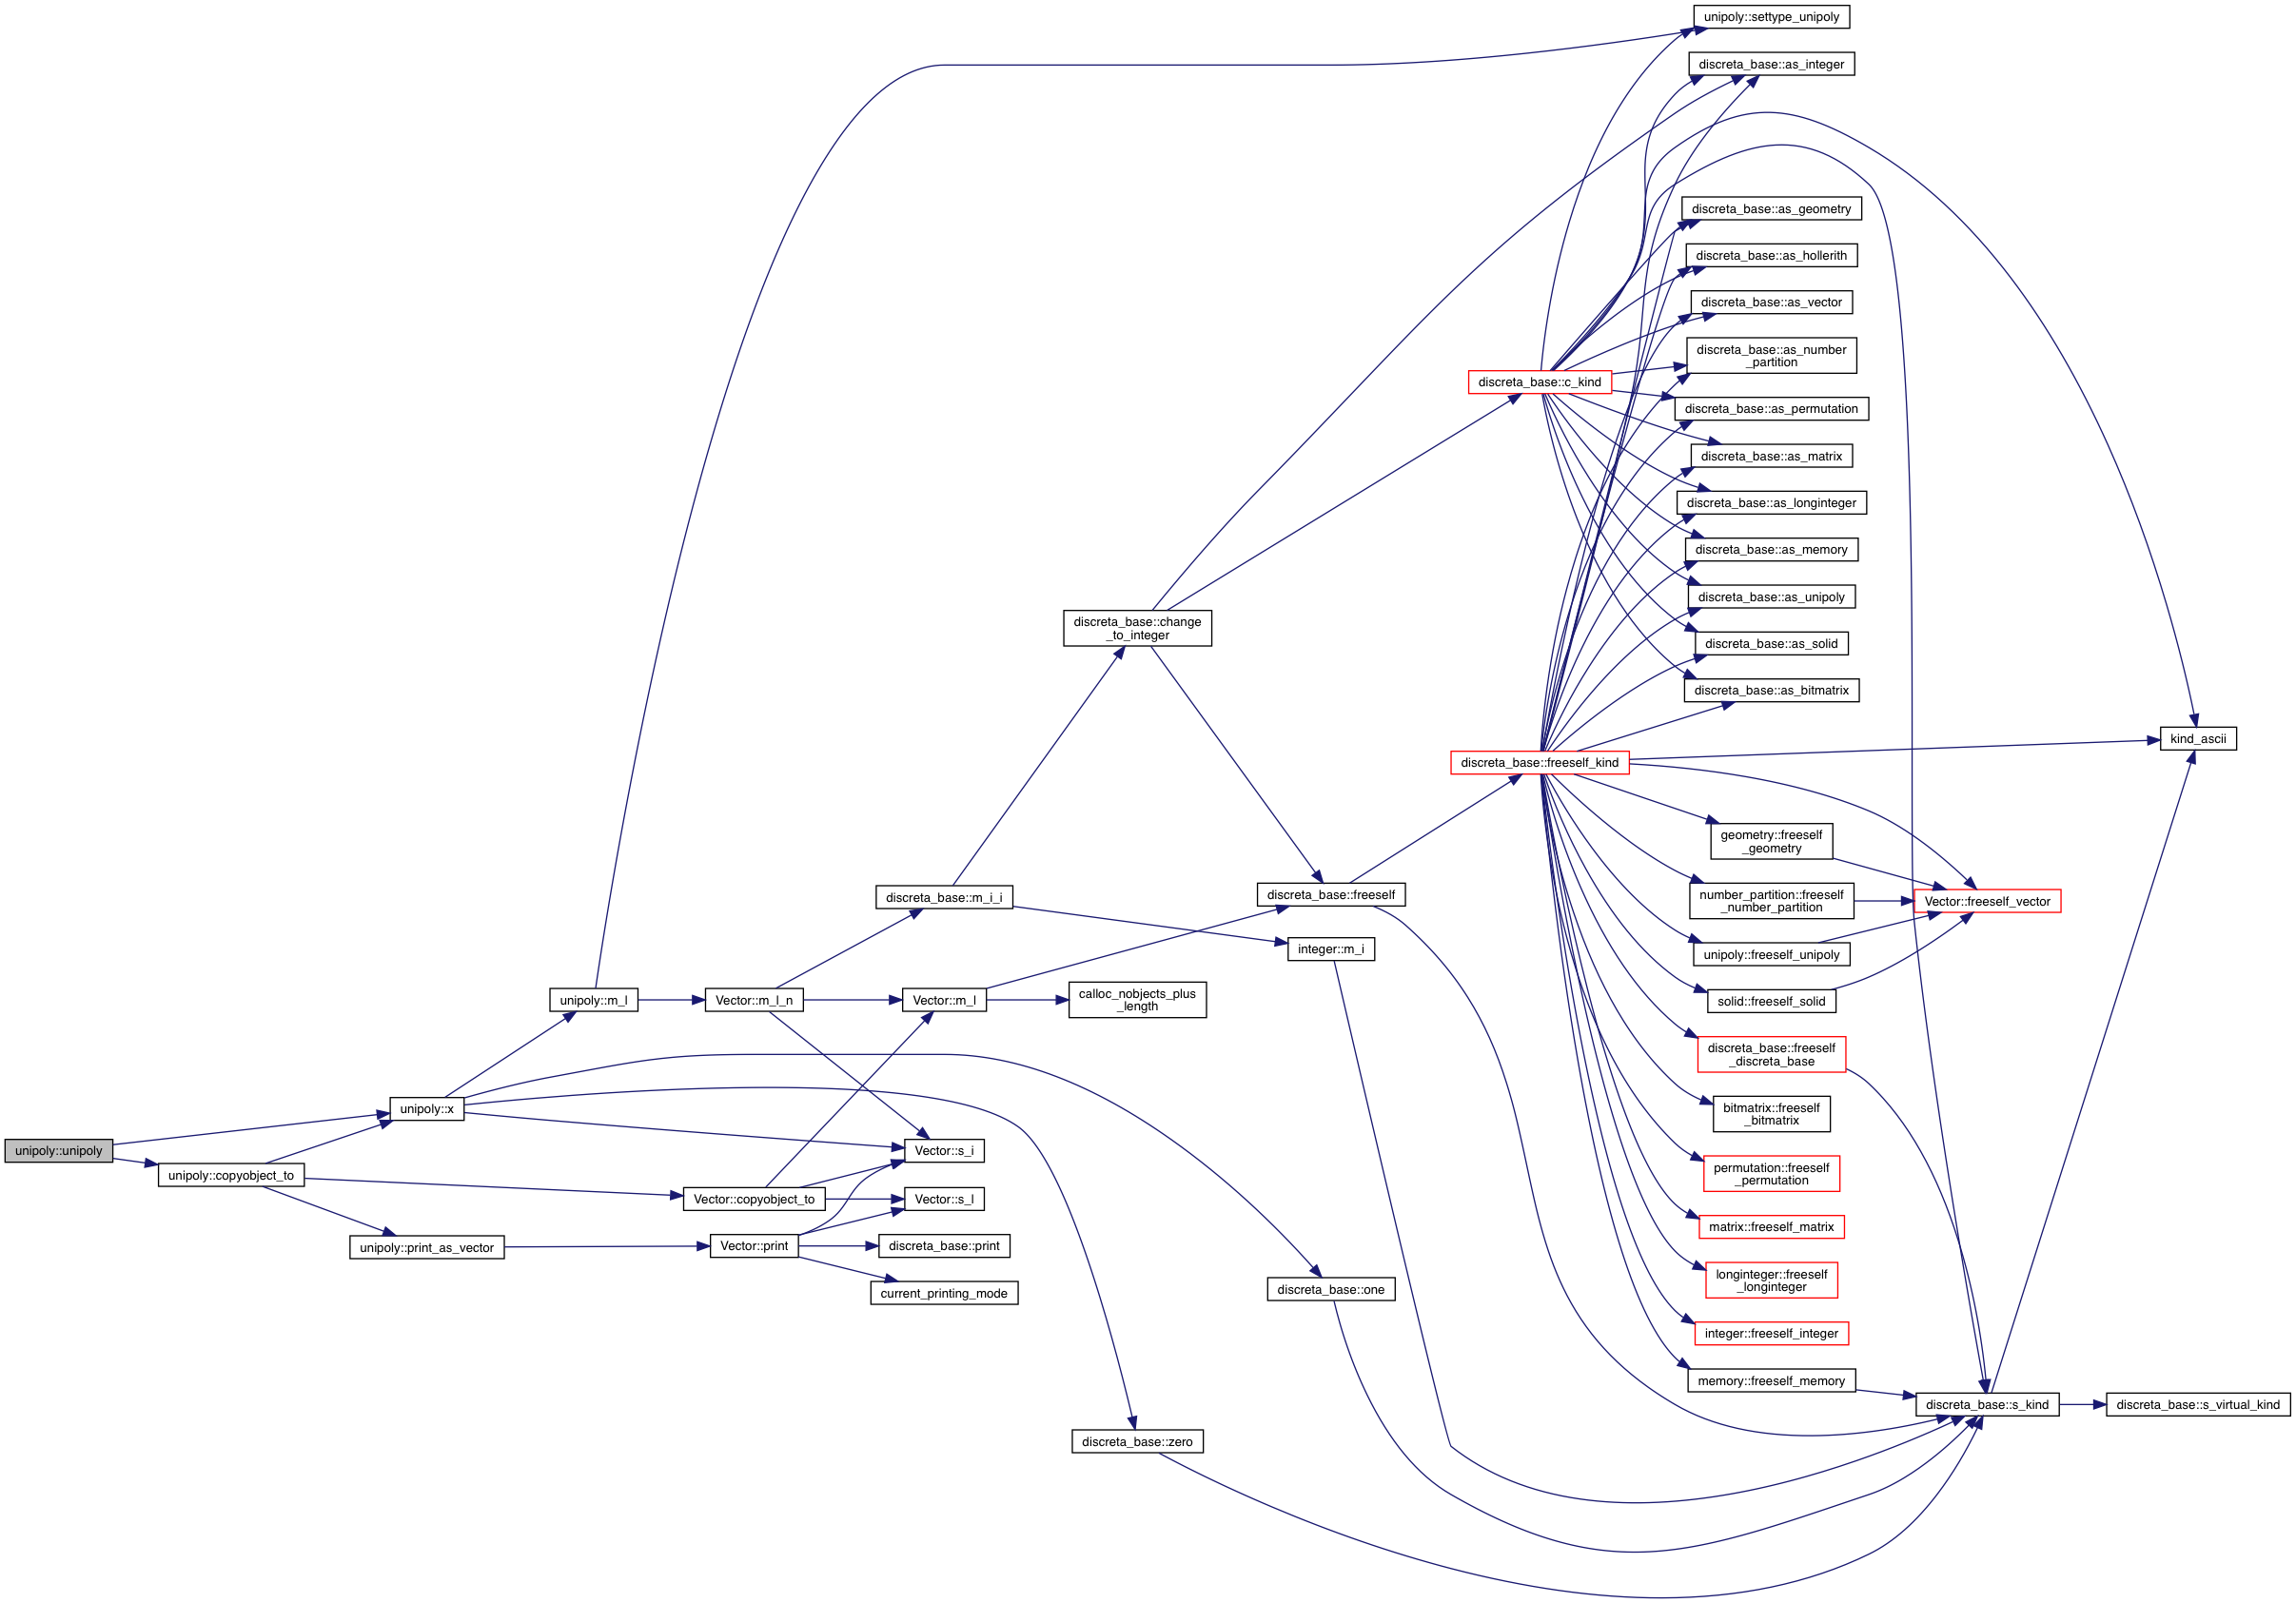 unipoly::settype_unipoly
discreta_base::as_integer
discreta_base::as_geometry
discreta_base::as_hollerith
discreta_base::as_vector
discreta_base::as_number
_partition
discreta_base::c_kind
discreta_base::as_permutation
discreta_base::as_matrix
discreta_base::as_longinteger
discreta_base::as_memory
discreta_base::as_unipoly
discreta_base::change
_to_integer
discreta_base::as_solid
discreta_base::as_bitmatrix
kind_ascii
discreta_base::freeself_kind
geometry::freeself
_geometry
discreta_base::m_i_i
discreta_base::freeself
number_partition::freeself
_number_partition
Vector::freeself_vector
integer::m_i
unipoly::freeself_unipoly
unipoly::m_l
Vector::m_l_n
Vector::m_l
calloc_nobjects_plus
_length
solid::freeself_solid
discreta_base::freeself
_discreta_base
unipoly::x
bitmatrix::freeself
_bitmatrix
unipoly::unipoly
Vector::s_i
unipoly::copyobject_to
permutation::freeself
_permutation
Vector::copyobject_to
Vector::s_l
matrix::freeself_matrix
unipoly::print_as_vector
Vector::print
discreta_base::print
longinteger::freeself
_longinteger
current_printing_mode
discreta_base::one
integer::freeself_integer
memory::freeself_memory
discreta_base::s_kind
discreta_base::s_virtual_kind
discreta_base::zero